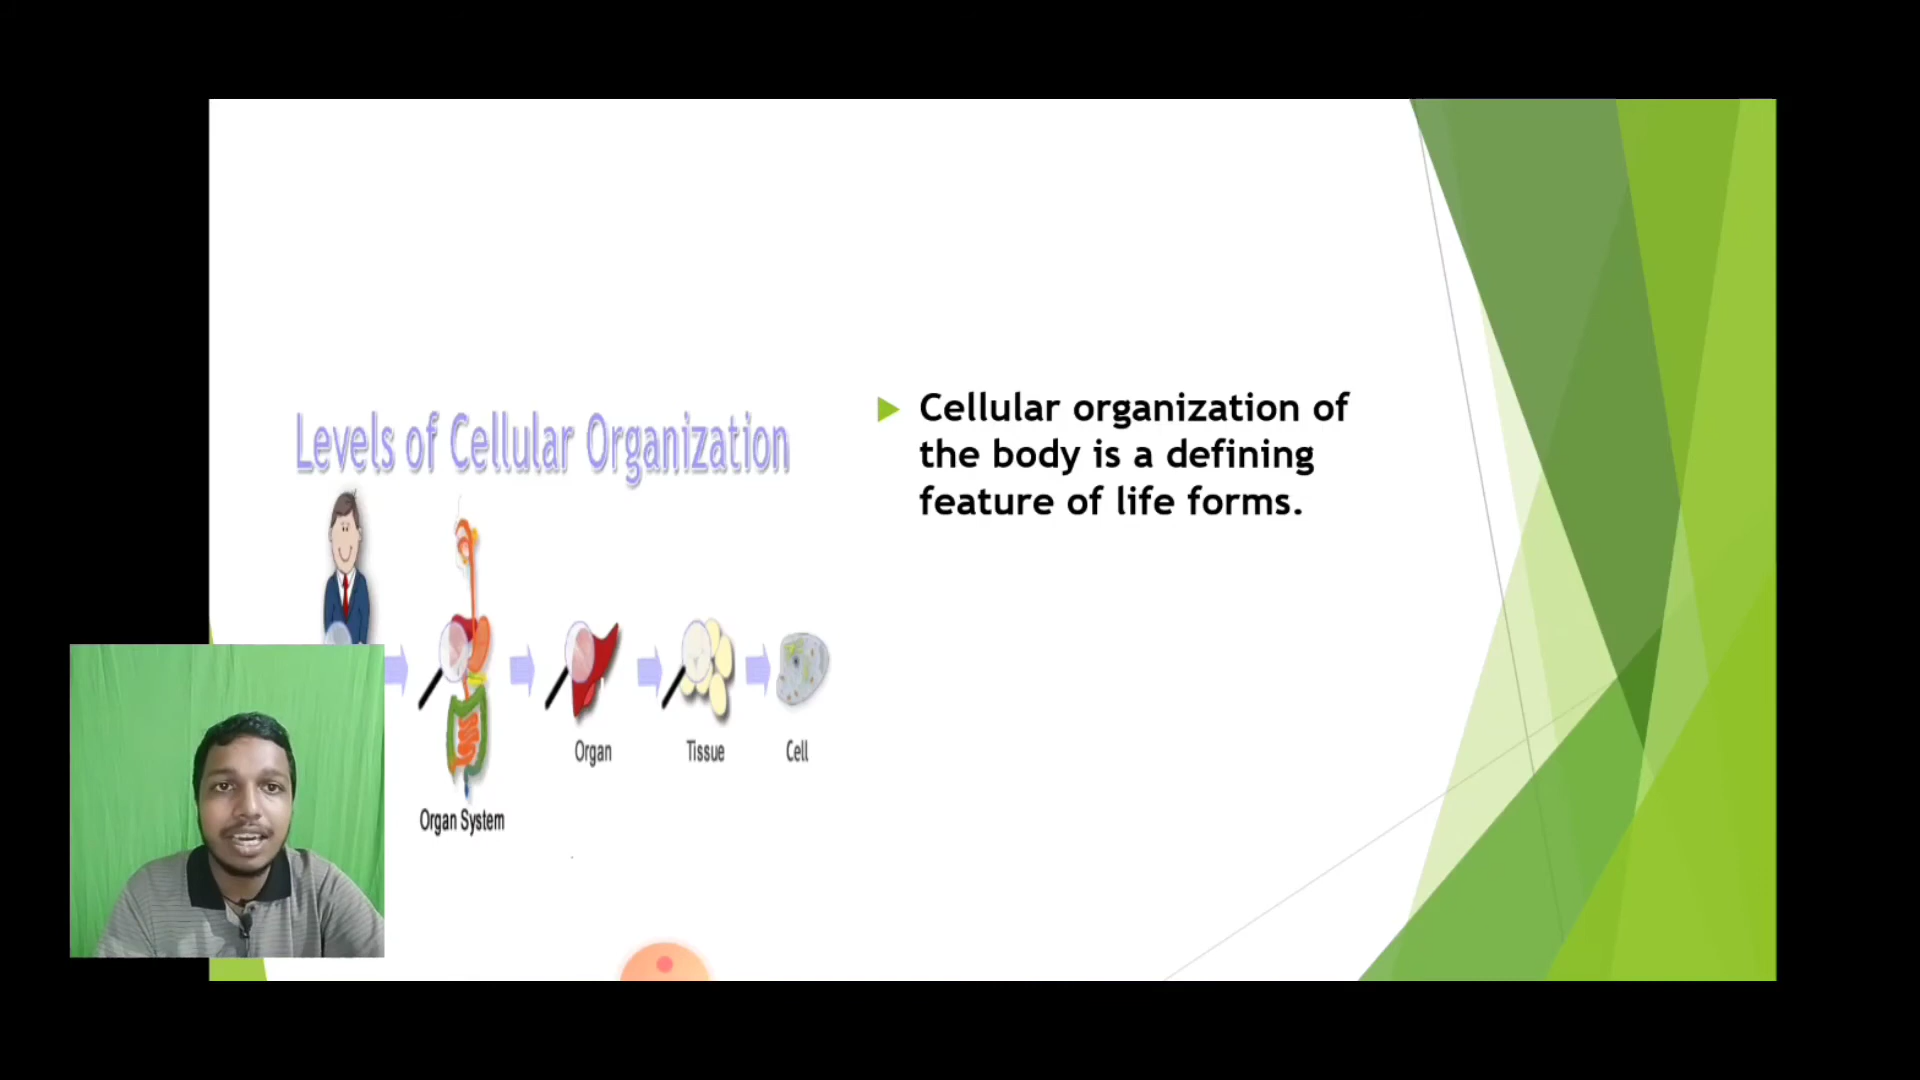 Levels of Cellular Organization
Cellular organization of
the body is a defining
feature of life forms.
Organ
Tissue
Cell
Organ System